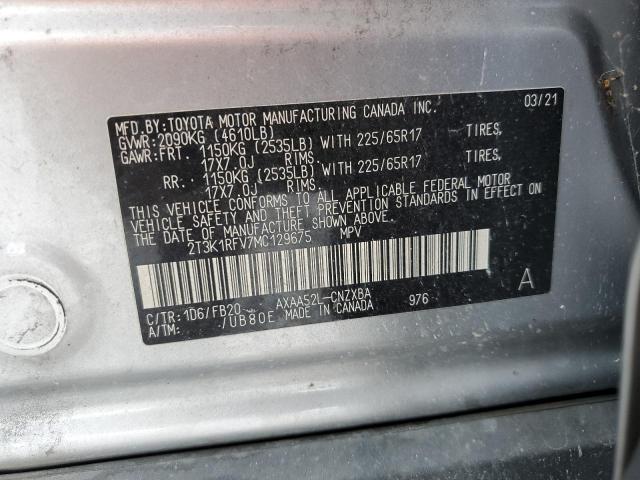 MFD.BY:TOYOTA MOTOR MANUFACTURING CANADA INC. 03/21
GVWR:2090KG (4610LB)
GAWR:FRT. 1150KG (2535LB) WITH 225/65R17 TIRES,
17X7.0J RIMS.
RR. 1150KG (2535LB) WITH 225/65R17 TIRES,
17X7.0J RIMS.
THIS VEHICLE CONFORMS TO ALL APPLICABLE FEDERAL MOTOR
VEHICLE SAFETY AND THEFT PREVENTION STANDARDS IN EFFECT ON
THE DATE OF MANUFACTURE SHOWN ABOVE.
2T3K1RFV7MC129675 MPV
C/TR:1D6/FB20 AXAA52L-CNZXBA 976 A
A/TM: /UB80E MADE IN CANADA